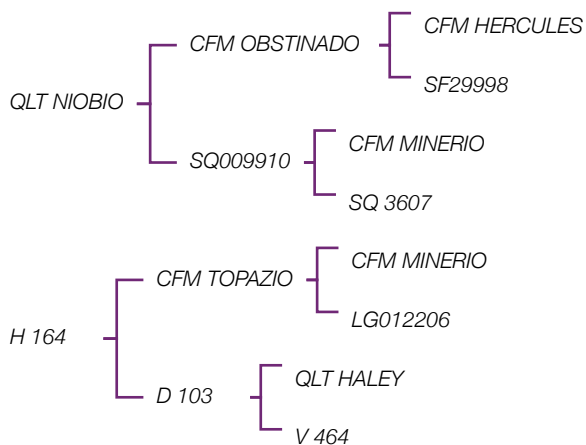 CFM HERCULES
CFM OBSTINADO
SF29998
QLT NIOBIO
CFM MINERIO
SQ009910
SQ 3607
CFM MINERIO
CFM TOPAZIO
LG012206
H 164
QLT HALEY
D 103
V 464